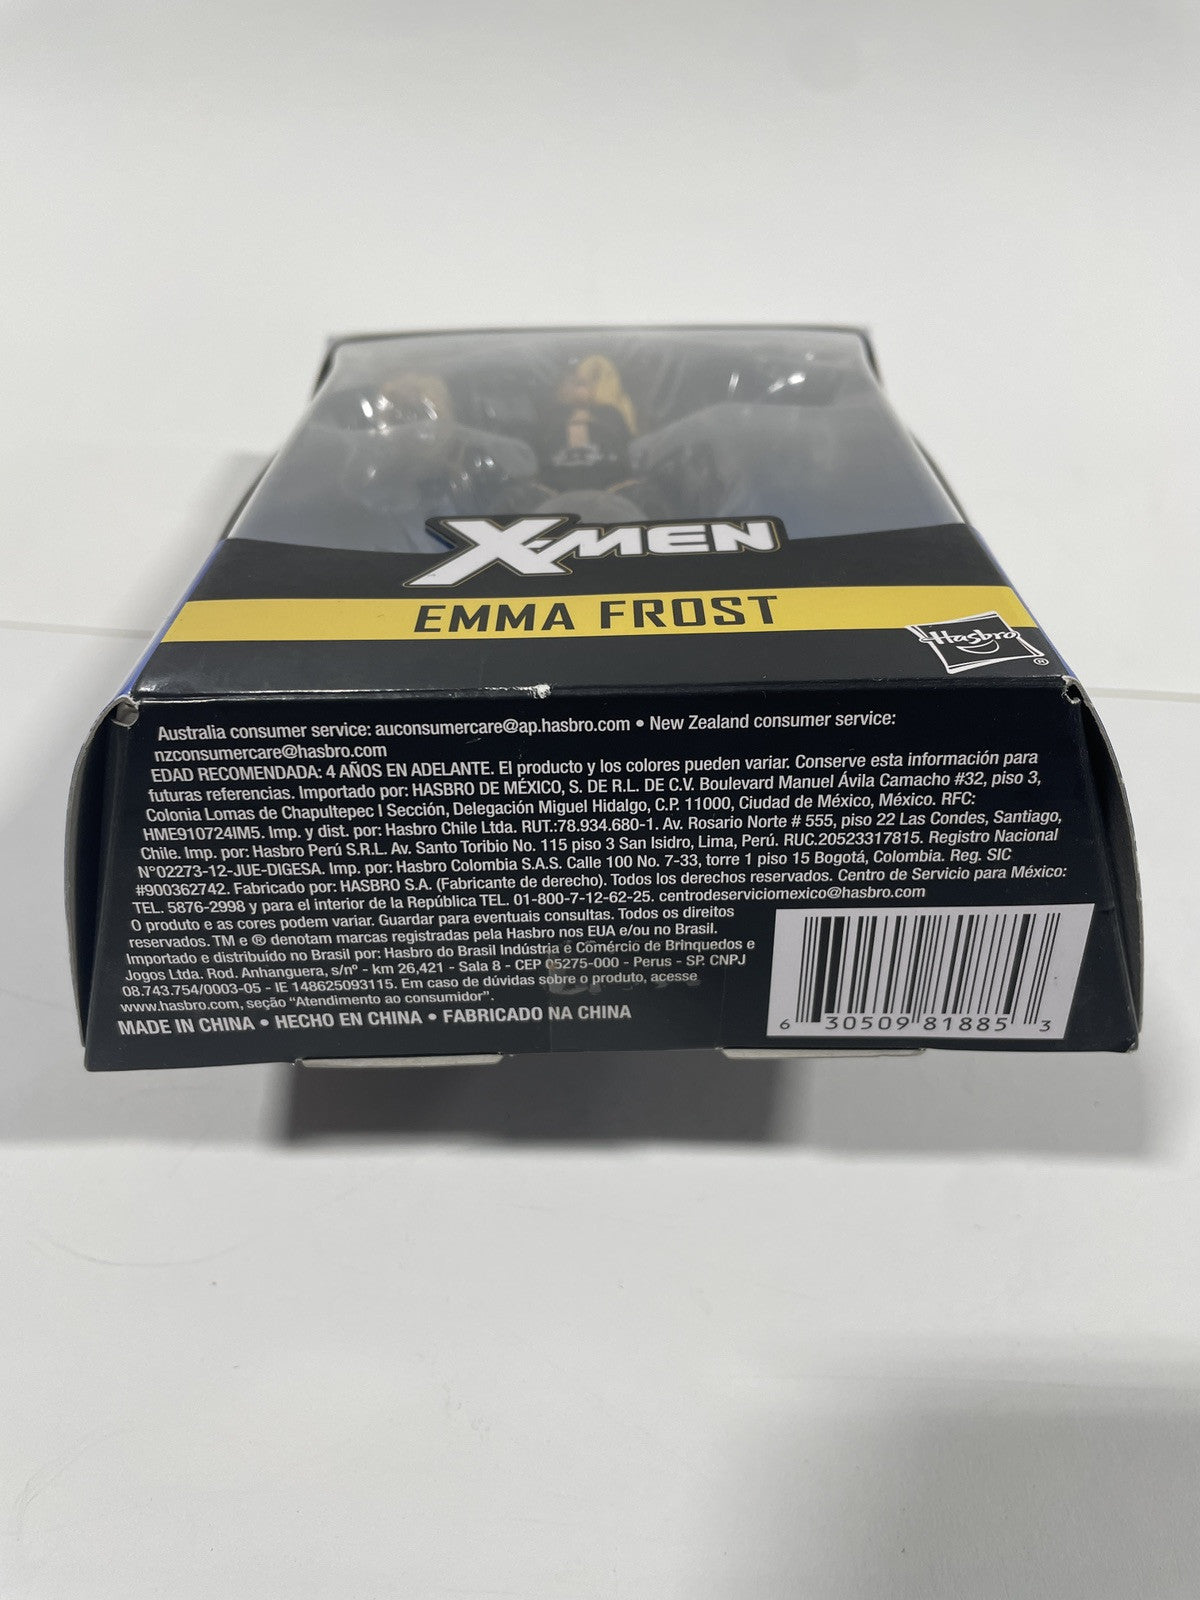 X-MEN
EMMA FROST
Hasbro
®
Australia consumer service: auconsumercare@ap.hasbro.com • New Zealand consumer service:
nzconsumercare@hasbro.com
EDAD RECOMENDADA: 4 AÑOS EN ADELANTE. El producto y los colores pueden variar. Conserve esta información para
futuras referencias. Importado por: HASBRO DE MÉXICO, S. DE R.L. DE C.V. Boulevard Manuel Ávila Camacho #32, piso 3,
Colonia Lomas de Chapultepec I Sección, Delegación Miguel Hidalgo, C.P. 11000, Ciudad de México, México. RFC:
HME910724IM5. Imp. y dist. por: Hasbro Chile Ltda. RUT.:78.934.680-1. Av. Rosario Norte # 555, piso 22 Las Condes, Santiago,
Chile. Imp. por: Hasbro Perú S.R.L. Av. Santo Toribio No. 115 piso 3 San Isidro, Lima, Perú. RUC.20523317815. Registro Nacional
N°02273-12-JUE-DIGESA. Imp. por: Hasbro Colombia S.A.S. Calle 100 No. 7-33, torre 1 piso 15 Bogotá, Colombia. Reg. SIC
#900362742. Fabricado por: HASBRO S.A. (Fabricante de derecho). Todos los derechos reservados. Centro de Servicio para México:
TEL. 5876-2998 y para el interior de la República TEL. 01-800-7-12-62-25. centrodeserviciomexico@hasbro.com
O produto e as cores podem variar. Guardar para eventuais consultas. Todos os direitos
reservados. TM e ® denotam marcas registradas pela Hasbro nos EUA e/ou no Brasil.
Importado e distribuído no Brasil por: Hasbro do Brasil Indústria e Comércio de Brinquedos e
Jogos Ltda. Rod. Anhanguera, s/nº - km 26,421 - Sala 8 - CEP 05275-000 - Perus - SP. CNPJ
08.743.754/0003-05 - IE 148625093115. Em caso de dúvidas sobre o produto, acesse
www.hasbro.com, seção "Atendimento ao consumidor".
MADE IN CHINA • HECHO EN CHINA • FABRICADO NA CHINA
6 30509 81885 3